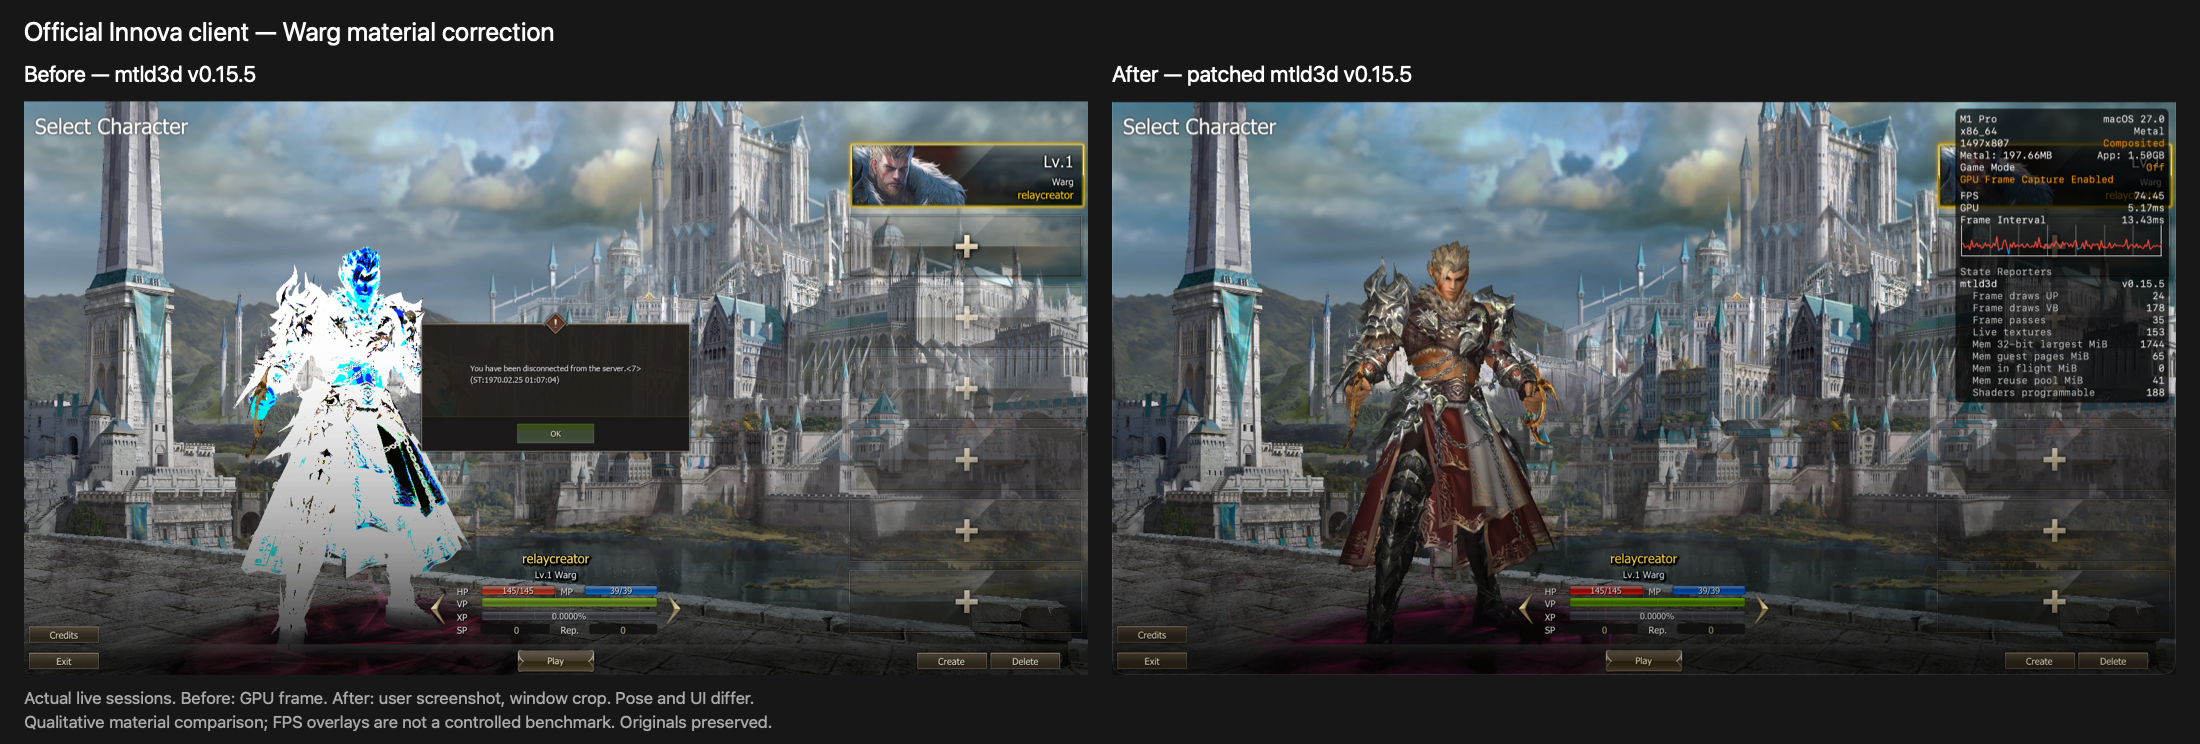 Official Innova client — Warg material correction
Before — mtld3d v0.15.5
Select Character
Lv.1
Warg
relaycreator
You have been disconnected from the server.<7>
(ST:1970.02.25 01:07:04)
OK
relaycreator
Lv.1 Warg
HP 145/145 MP 39/39
VP
XP 0.0000%
SP 0 Rep. 0
Credits
Exit
Play
Create Delete
After — patched mtld3d v0.15.5
Select Character
M1 Pro macOS 27.0
x86_64 Metal
1497x807 Composited
Metal: 197.66MB App: 1.50GB
Game Mode Off
GPU Frame Capture Enabled
Warg
FPS 74.45
GPU 5.17ms
Frame Interval 13.43ms
State Reporters
mtld3d v0.15.5
Frame draws UP 24
Frame draws VB 178
Frame passes 35
Live textures 153
Mem 32-bit largest MiB 1744
Mem guest pages MiB 65
Mem in flight MiB 0
Mem reuse pool MiB 41
Shaders programmable 188
relaycreator
Lv.1 Warg
HP 145/145 MP 39/39
VP
XP 0.0000%
SP 0 Rep. 0
Credits
Exit
Play
Create Delete
Actual live sessions. Before: GPU frame. After: user screenshot, window crop. Pose and UI differ.
Qualitative material comparison; FPS overlays are not a controlled benchmark. Originals preserved.